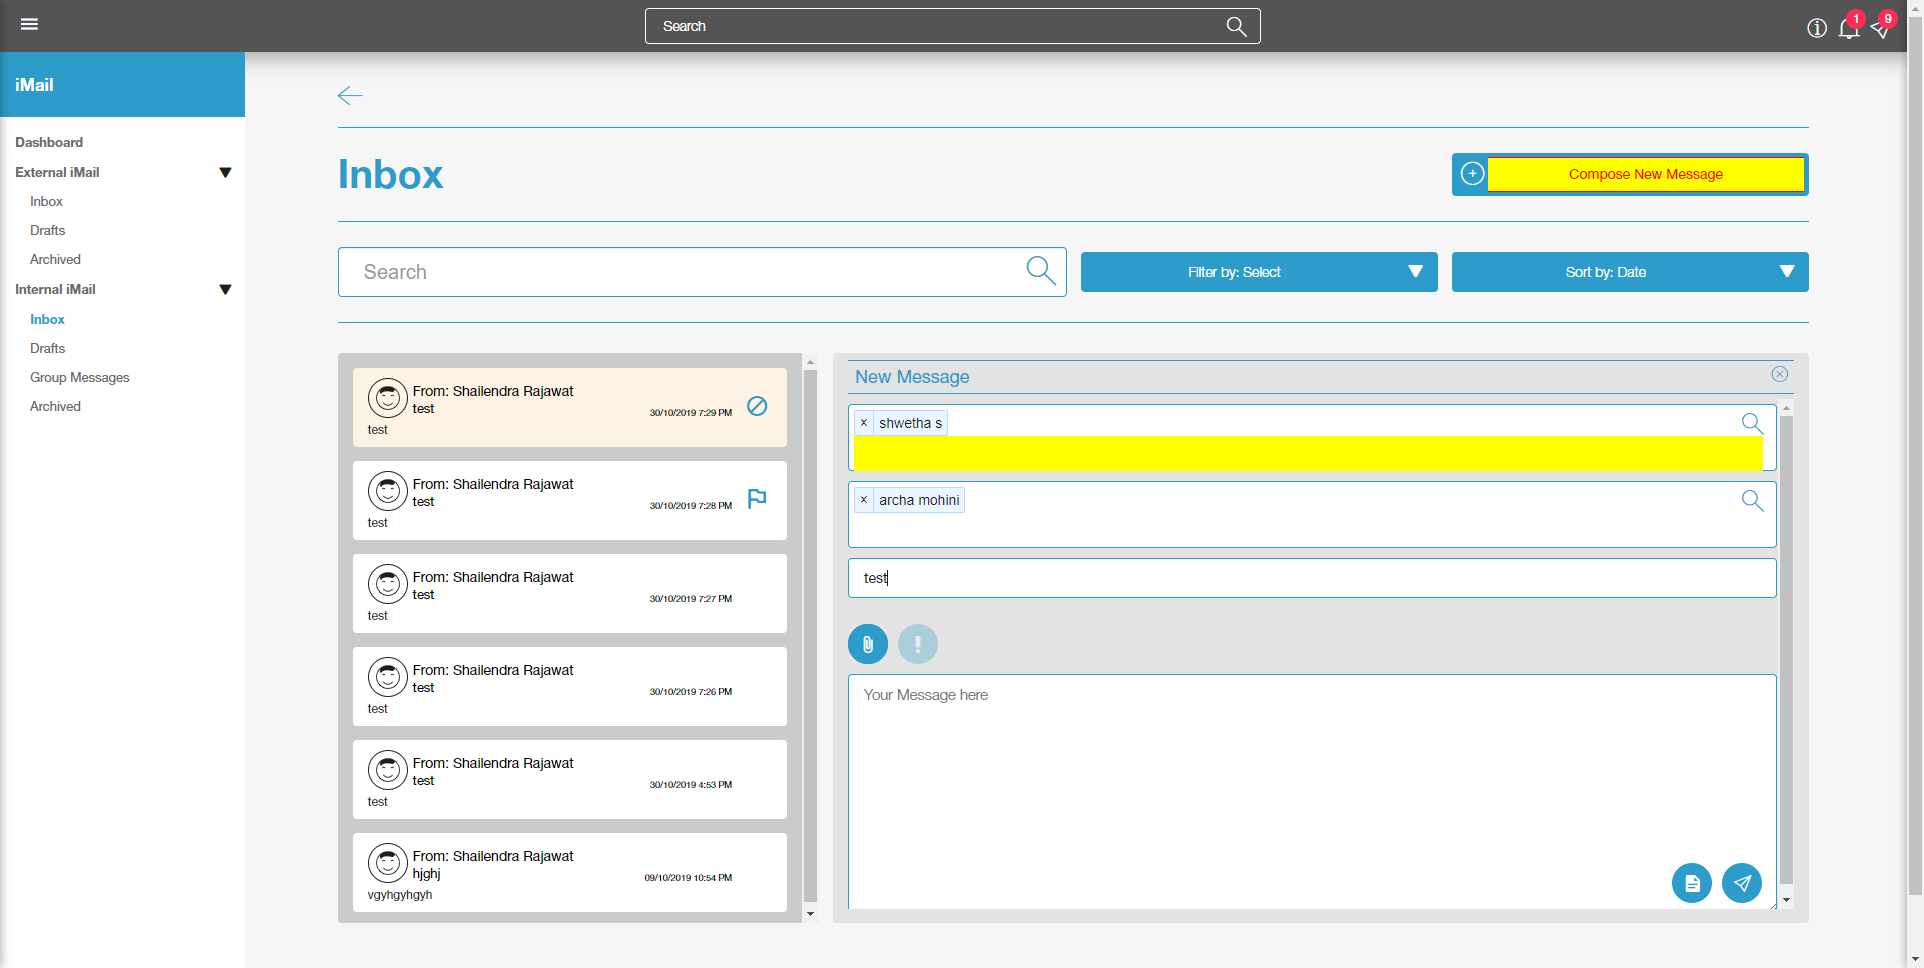 Search
1
9
iMail
Dashboard
External iMail
Inbox
Drafts
Archived
Internal iMail
Inbox
Drafts
Group Messages
Archived
Inbox
+ Compose New Message
Search
Filter by: Select
Sort by: Date
From: Shailendra Rajawat
test
30/10/2019 7:29 PM
test
From: Shailendra Rajawat
test
30/10/2019 7:28 PM
test
From: Shailendra Rajawat
test
30/10/2019 7:27 PM
test
From: Shailendra Rajawat
test
30/10/2019 7:26 PM
test
From: Shailendra Rajawat
test
30/10/2019 4:53 PM
test
From: Shailendra Rajawat
hjghj
09/10/2019 10:54 PM
vgyhgyhgyh
New Message
× shwetha s
× archa mohini
test
Your Message here